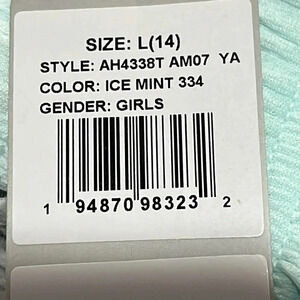 SIZE: L(14)
STYLE: AH4338T AM07 YA
COLOR: ICE MINT 334
GENDER: GIRLS
1 94870 98323 2